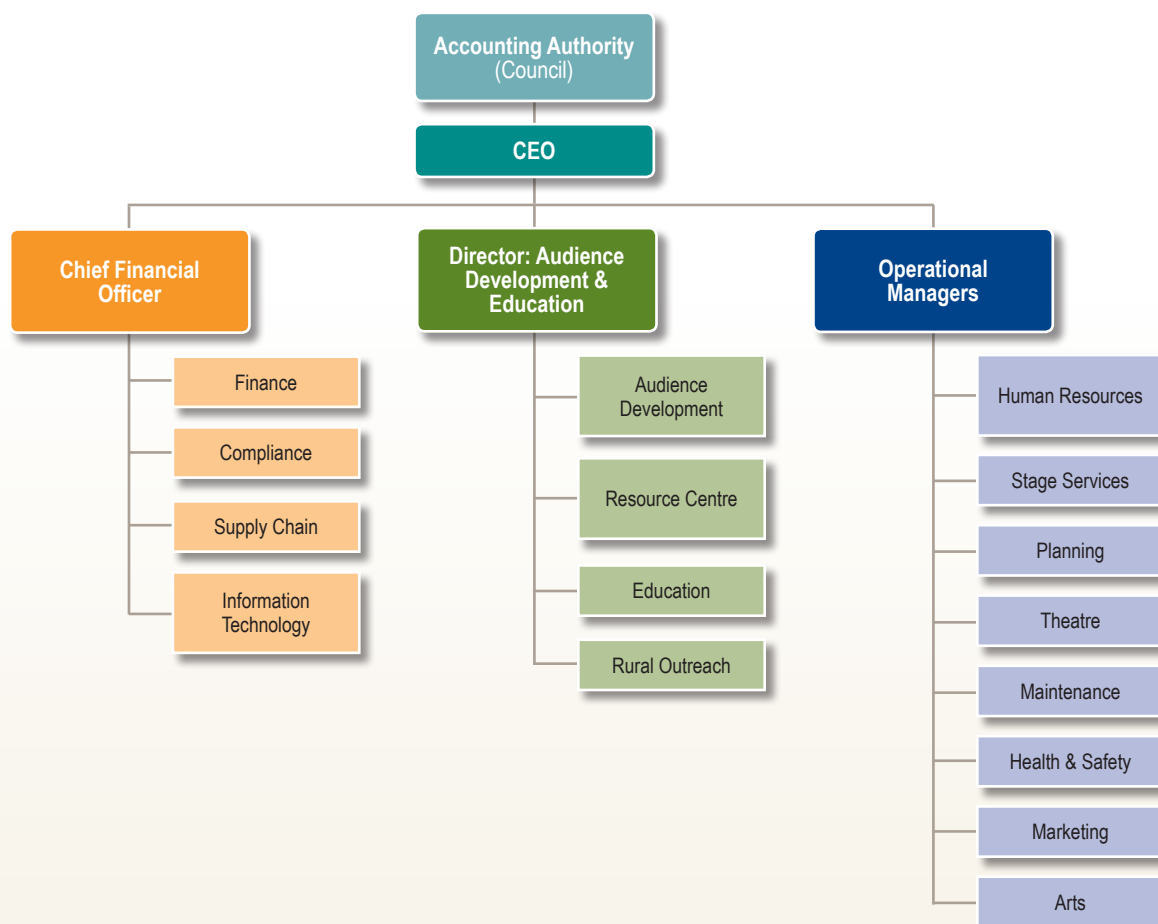 Accounting Authority
(Council)
CEO
Chief Financial
Officer
Finance
Compliance
Supply Chain
Information
Technology
Director: Audience
Development &
Education
Audience
Development
Resource Centre
Education
Rural Outreach
Operational
Managers
Human Resources
Stage Services
Planning
Theatre
Maintenance
Health & Safety
Marketing
Arts